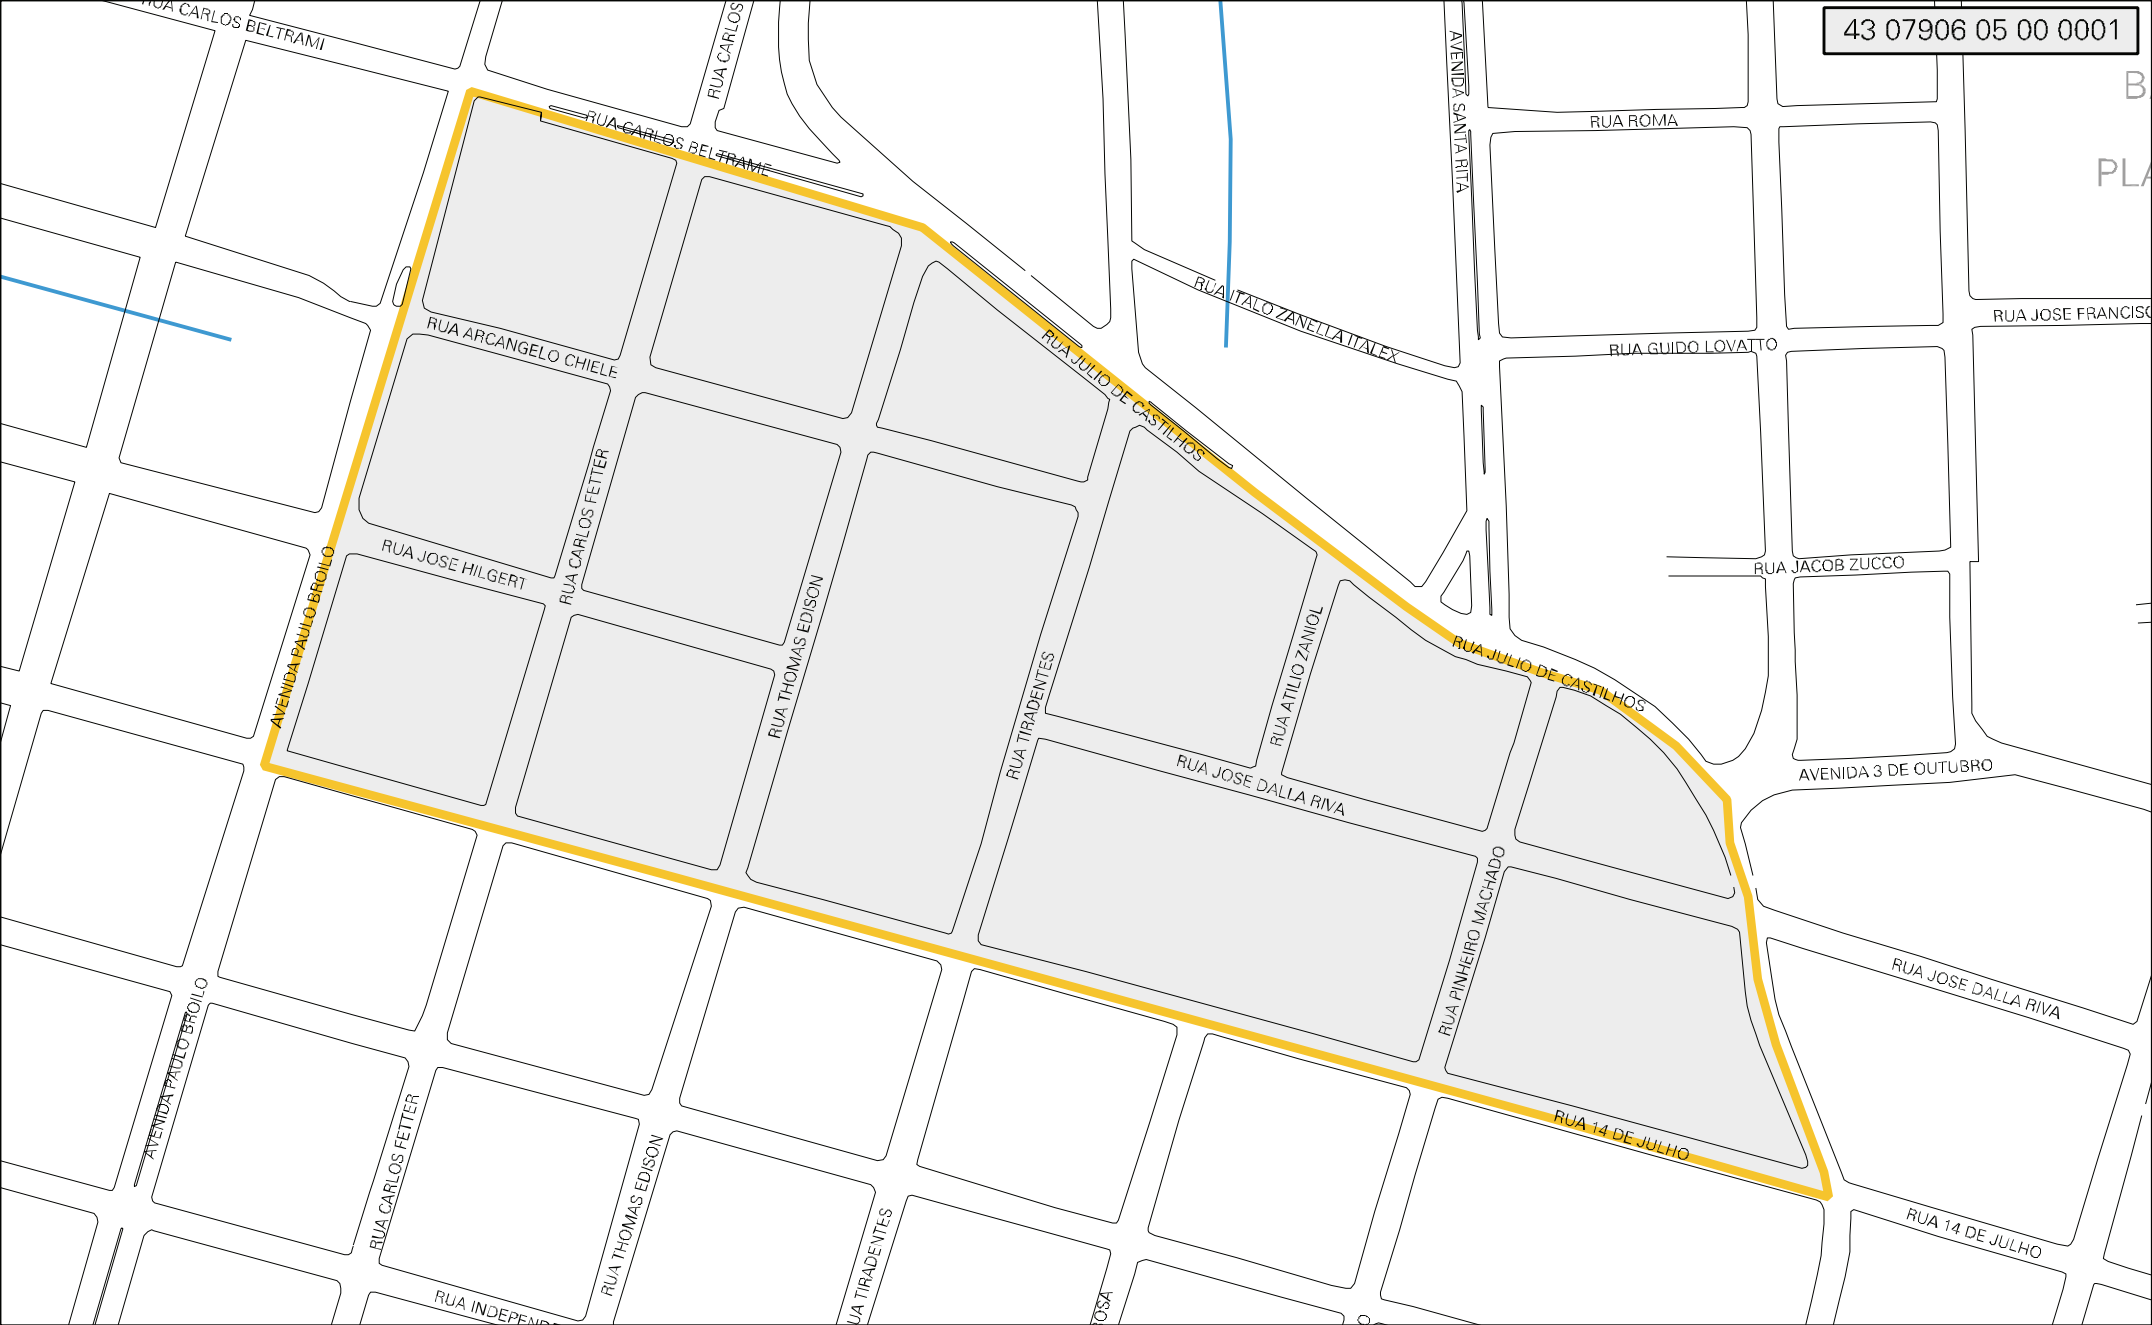 RUA CARLOS BELTRAMI
RUA CARLOS
43 07906 05 00 0001
AVENIDA SANTA RITA
RUA ROMA
RUA CARLOS BELTRAME
RUA ITALO ZANELLA ITALEX
RUA JOSE FRANCISC
RUA GUIDO LOVATTO
RUA ARCANGELO CHIELE
RUA JULIO DE CASTILHOS
RUA CARLOS FETTER
RUA JOSE HILGERT
AVENIDA PAULO BROILO
RUA THOMAS EDISON
RUA JACOB ZUCCO
RUA TIRADENTES
RUA ATILIO ZANIOL
RUA JULIO DE CASTILHOS
RUA JOSE DALLA RIVA
AVENIDA 3 DE OUTUBRO
RUA PINHEIRO MACHADO
RUA JOSE DALLA RIVA
AVENIDA PAULO BROILO
RUA CARLOS FETTER
RUA THOMAS EDISON
RUA 14 DE JULHO
RUA 14 DE JULHO
UA TIRADENTES
RUA INDEPEND
OSA
PLA